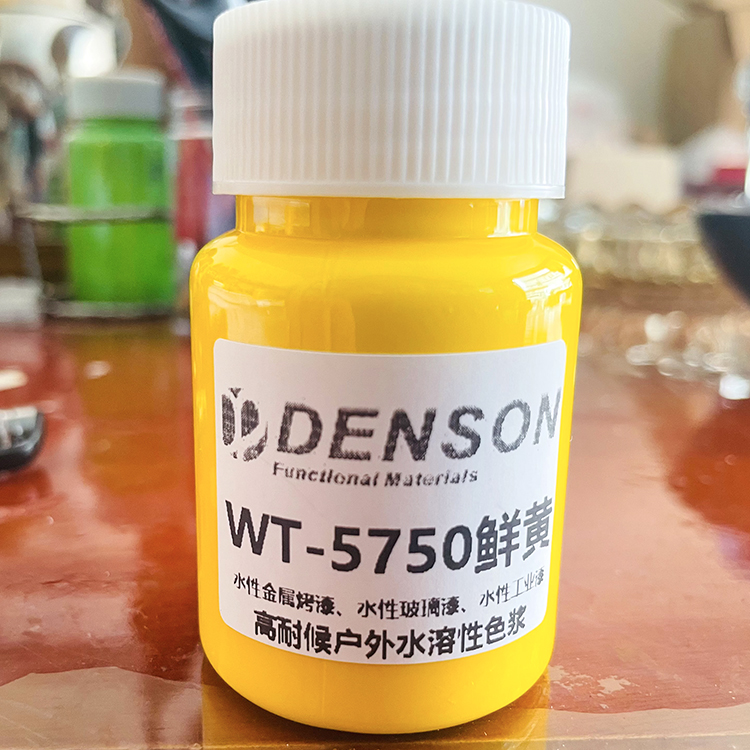 DENSON
Functional Materials
WT-5750鲜黄
水性金属烤漆、水性玻璃漆、水性工业漆
高耐候户外水溶性色浆